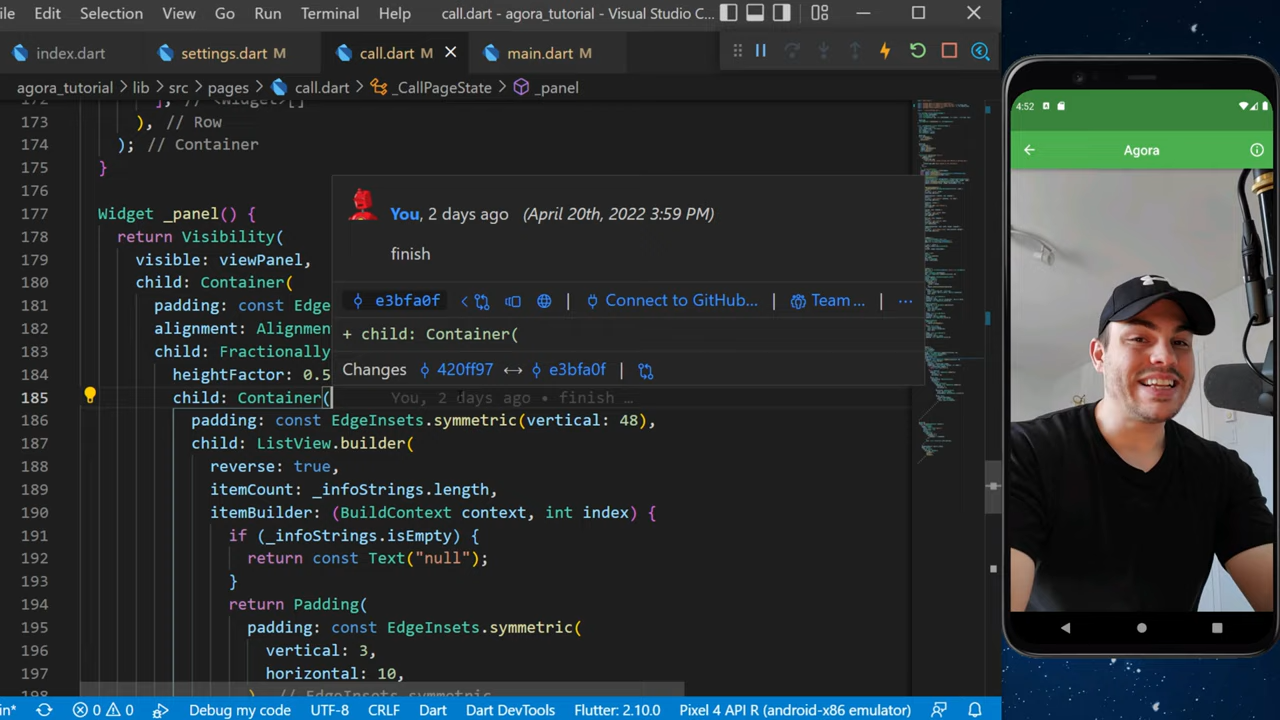 Edit Selection View Go Run Terminal Help call.dart - agora_tutorial - Visual Studio C...
index.dart settings.dart M call.dart M main.dart M
agora_tutorial > lib > src > pages > call.dart > _CallPageState > _panel
173 ), // Row
174 ); // Container
175 }
176
177 Widget _panel() {
178 return Visibility(
179 visible: viewPanel,
180 child: Container(
181 padding: const Edge
182 alignment: Alignmen
183 child: Fractionally
184 heightFactor: 0.5
185 child: Container( You, 2 days ago • finish …
186 padding: const EdgeInsets.symmetric(vertical: 48),
187 child: ListView.builder(
188 reverse: true,
189 itemCount: _infoStrings.length,
190 itemBuilder: (BuildContext context, int index) {
191 if (_infoStrings.isEmpty) {
192 return const Text("null");
193 }
194 return Padding(
195 padding: const EdgeInsets.symmetric(
196 vertical: 3,
197 horizontal: 10,
198 ), // EdgeInsets.symmetric
You, 2 days ago (April 20th, 2022 3:59 PM)
finish
e3bfa0f | Connect to GitHub... | Team... | ...
+ child: Container(
Changes 420ff97 ↔ e3bfa0f |
0 0 Debug my code UTF-8 CRLF Dart Dart DevTools Flutter: 2.10.0 Pixel 4 API R (android-x86 emulator)
4:52
Agora